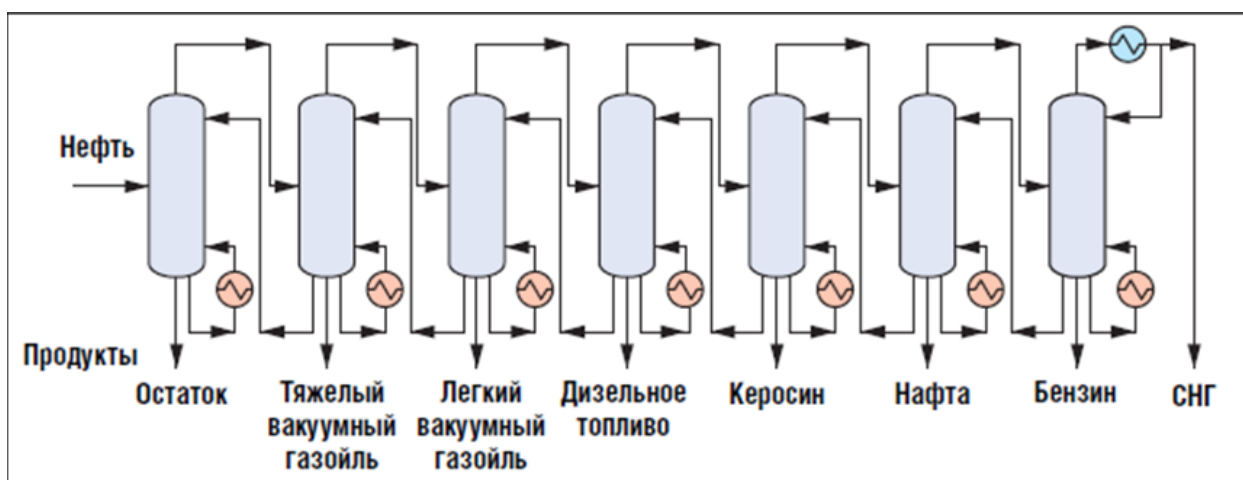 Нефть
Продукты
Остаток
Тяжелый
вакуумный
газойль
Легкий
вакуумный
газойль
Дизельное
топливо
Керосин
Нафта
Бензин
СНГ